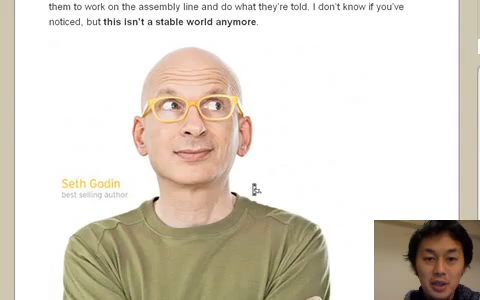 them to work on the assembly line and do what they're told. I don't know if you've
noticed, but this isn't a stable world anymore.
Seth Godin
best selling author